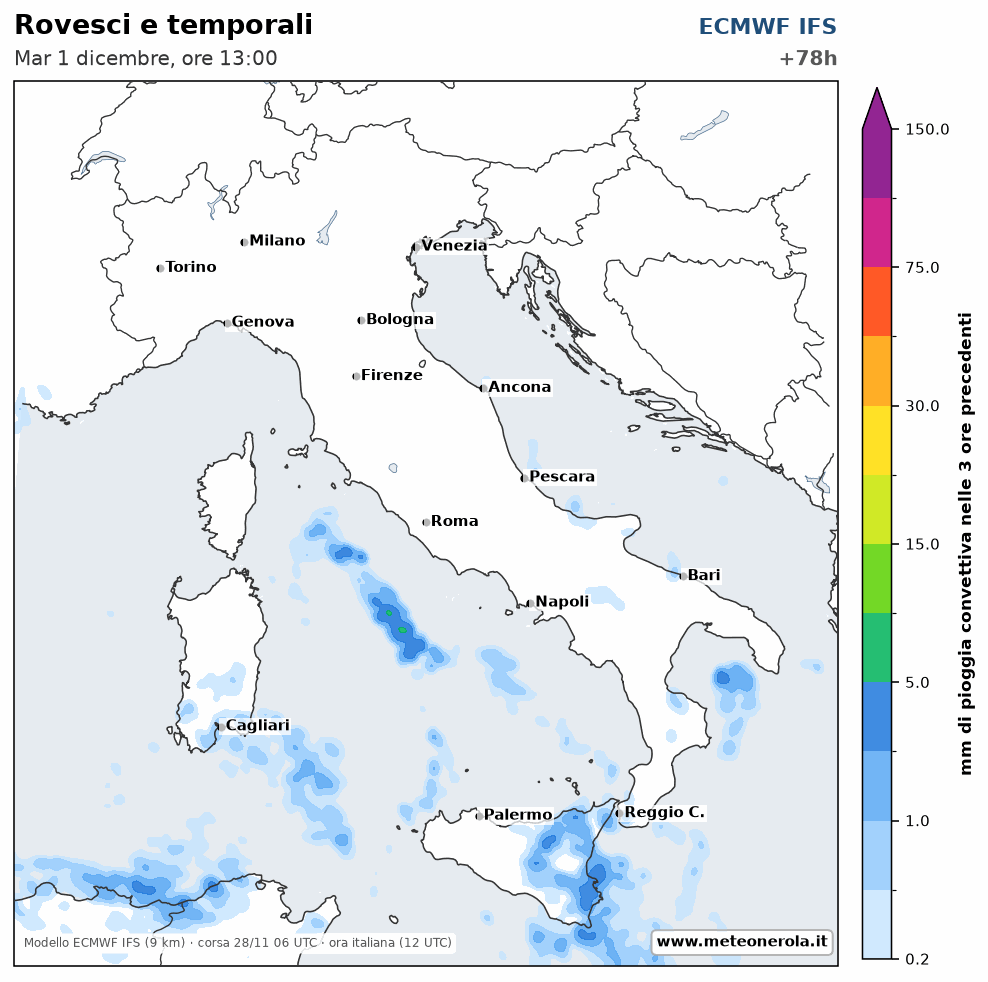 Rovesci e temporali
ECMWF IFS
Mar 1 dicembre, ore 13:00
+78h
150.0
75.0
30.0
15.0
5.0
1.0
0.2
mm di pioggia convettiva nelle 3 ore precedenti
Milano
Venezia
Torino
Genova
Bologna
Firenze
Ancona
Pescara
Roma
Bari
Napoli
Cagliari
Palermo
Reggio C.
Modello ECMWF IFS (9 km) · corsa 28/11 06 UTC · ora italiana (12 UTC)
www.meteonerola.it